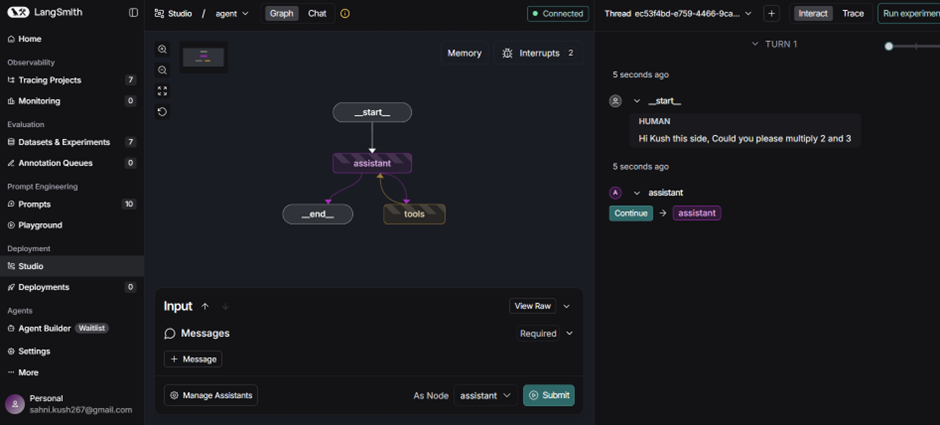 LangSmith
Home
Observability
Tracing Projects 7
Monitoring 0
Evaluation
Datasets & Experiments 7
Annotation Queues 0
Prompt Engineering
Prompts 10
Playground
Deployment
Studio
Deployments 0
Agents
Agent Builder Waitlist
Settings
More
Personal
sahni.kush267@gmail.com
Studio / agent Graph Chat Connected
Memory Interrupts 2
__start__
assistant
__end__ tools
Input View Raw
Messages Required
+ Message
Manage Assistants As Node assistant Submit
Thread ec53f4bd-e759-4466-9ca... + Interact Trace Run experiment
TURN 1
5 seconds ago
__start__
HUMAN
Hi Kush this side, Could you please multiply 2 and 3
5 seconds ago
A assistant
Continue → assistant